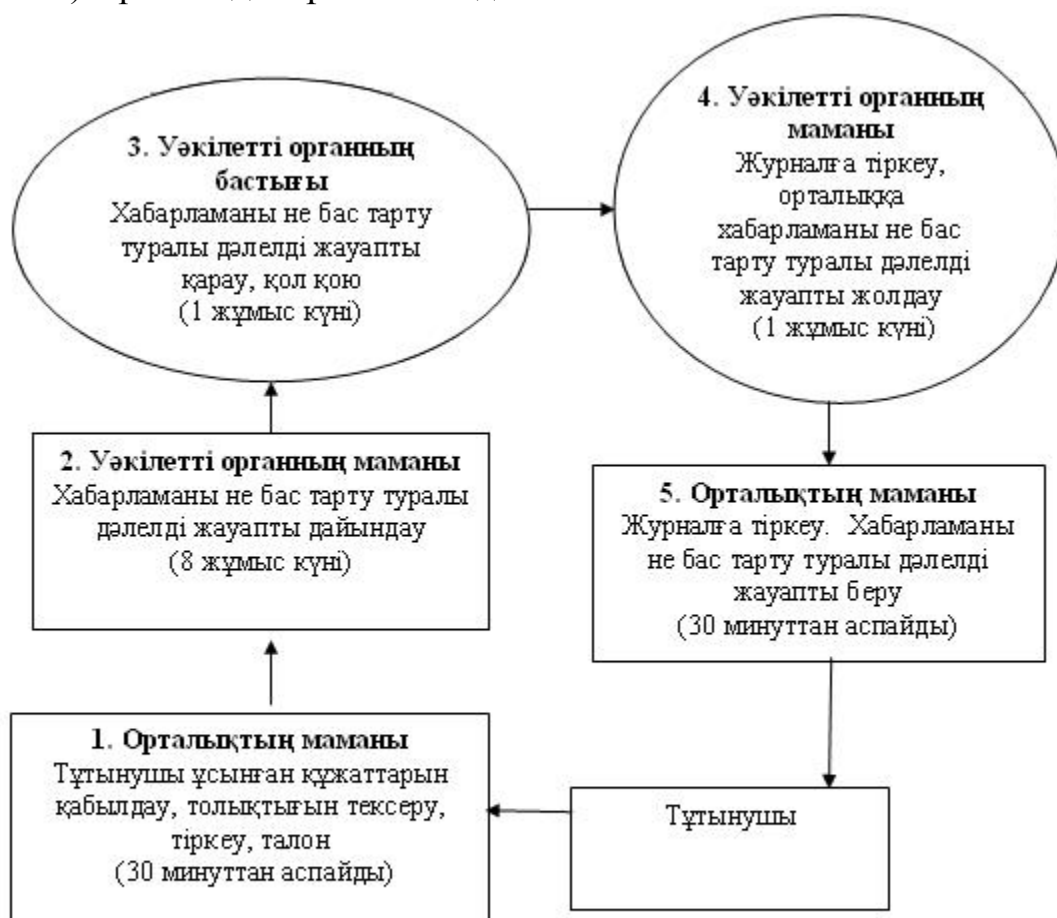 3. Уәкілетті органның
бастығы
Хабарламаны не бас тарту
туралы дәлелді жауапты
қарау, қол қою
(1 жұмыс күні)
4. Уәкілетті органның
маманы
Журналға тіркеу,
орталыққа
хабарламаны не бас
тарту туралы дәлелді
жауапты жолдау
(1 жұмыс күні)
2. Уәкілетті органның маманы
Хабарламаны не бас тарту туралы
дәлелді жауапты дайындау
(8 жұмыс күні)
5. Орталықтың маманы
Журналға тіркеу. Хабарламаны
не бас тарту туралы дәлелді
жауапты беру
(30 минуттан аспайды)
1. Орталықтың маманы
Тұтынушы ұсынған құжаттарын
қабылдау, толықтығын тексеру,
тіркеу, талон
(30 минуттан аспайды)
Тұтынушы